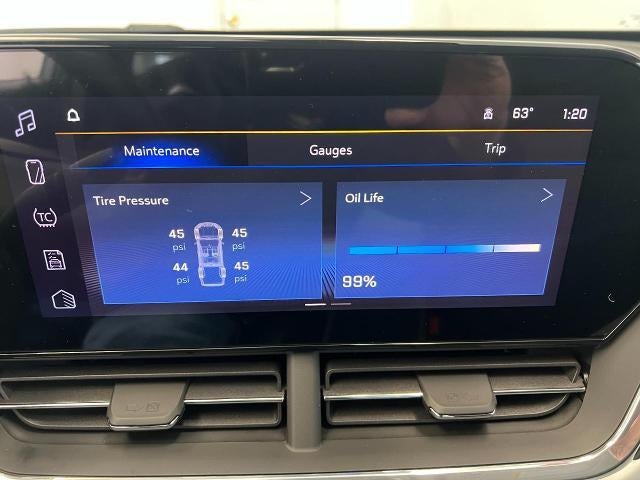 63° 1:20
Maintenance Gauges Trip
Tire Pressure
45 psi 45 psi
44 psi 45 psi
Oil Life
99%
TC